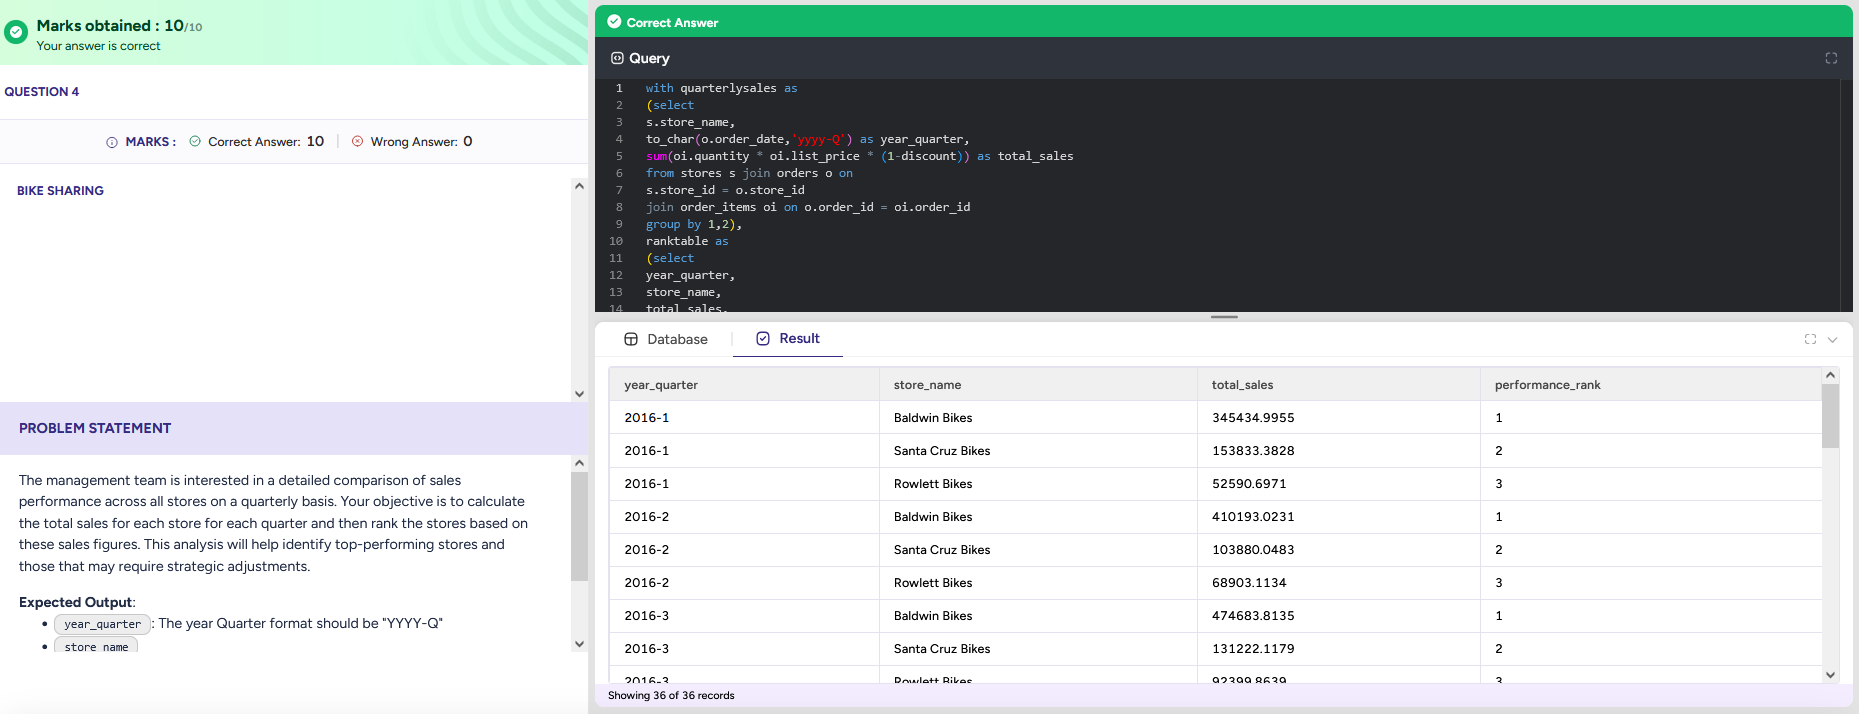 Marks obtained : 10/10
Your answer is correct
QUESTION 4
MARKS : Correct Answer: 10 | Wrong Answer: 0
BIKE SHARING
PROBLEM STATEMENT
The management team is interested in a detailed comparison of sales
performance across all stores on a quarterly basis. Your objective is to calculate
the total sales for each store for each quarter and then rank the stores based on
these sales figures. This analysis will help identify top-performing stores and
those that may require strategic adjustments.
Expected Output:
• year_quarter : The year Quarter format should be "YYYY-Q"
• store_name
Correct Answer
Query
1 with quarterlysales as
2 (select
3 s.store_name,
4 to_char(o.order_date,'yyyy-Q') as year_quarter,
5 sum(oi.quantity * oi.list_price * (1-discount)) as total_sales
6 from stores s join orders o on
7 s.store_id = o.store_id
8 join order_items oi on o.order_id = oi.order_id
9 group by 1,2),
10 ranktable as
11 (select
12 year_quarter,
13 store_name,
14 total_sales,
Database | Result
year_quarter store_name total_sales performance_rank
2016-1 Baldwin Bikes 345434.9955 1
2016-1 Santa Cruz Bikes 153833.3828 2
2016-1 Rowlett Bikes 52590.6971 3
2016-2 Baldwin Bikes 410193.0231 1
2016-2 Santa Cruz Bikes 103880.0483 2
2016-2 Rowlett Bikes 68903.1134 3
2016-3 Baldwin Bikes 474683.8135 1
2016-3 Santa Cruz Bikes 131222.1179 2
2016-3 Rowlett Bikes 92399.8639 3
Showing 36 of 36 records